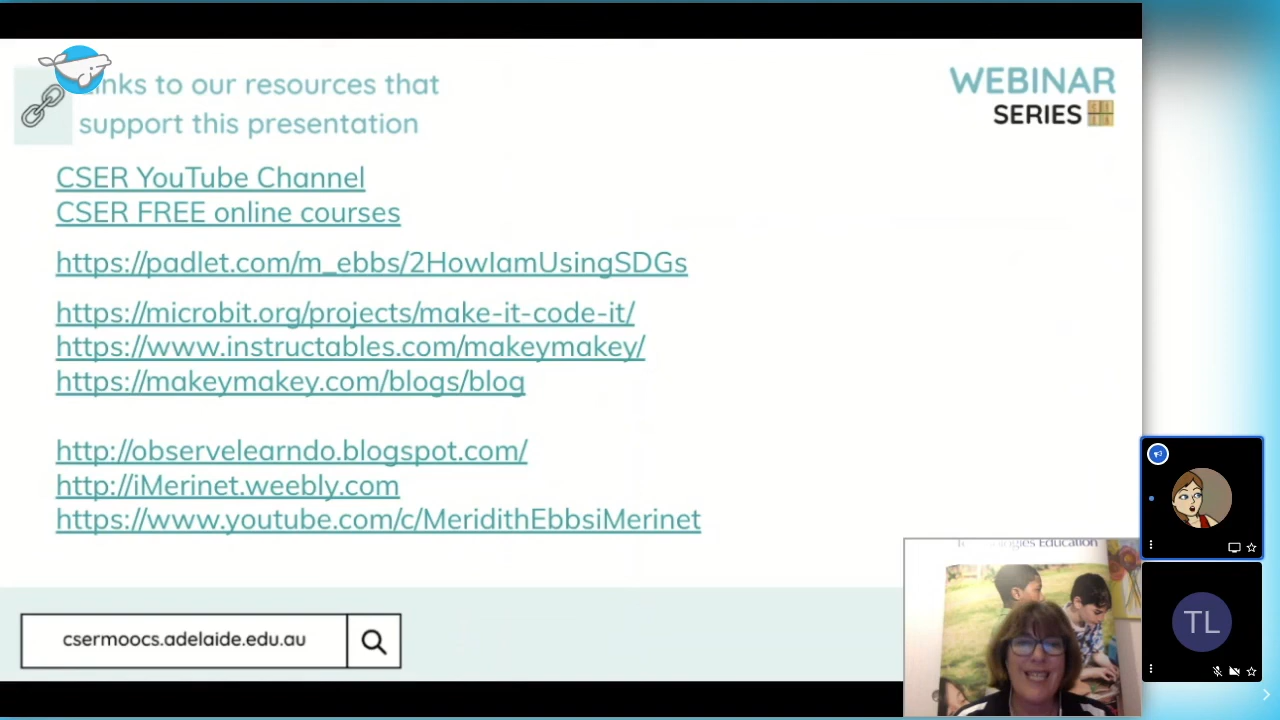 Links to our resources that
support this presentation
WEBINAR
SERIES
CSER YouTube Channel
CSER FREE online courses
https://padlet.com/m_ebbs/2HowIamUsingSDGs
https://microbit.org/projects/make-it-code-it/
https://www.instructables.com/makeymakey/
https://makeymakey.com/blogs/blog
http://observelearndo.blogspot.com/
http://iMerinet.weebly.com
https://www.youtube.com/c/MeridithEbbsiMerinet
csermoocs.adelaide.edu.au
Technologies Education
TL